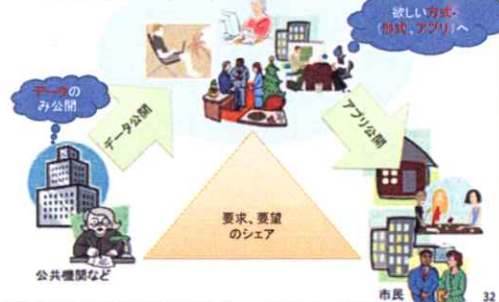 欲しい方式・
(形式、アプリ)へ
データの
み公開
データ公開
アプリ公開
要求、要望
のシェア
公共機関など
市民
32